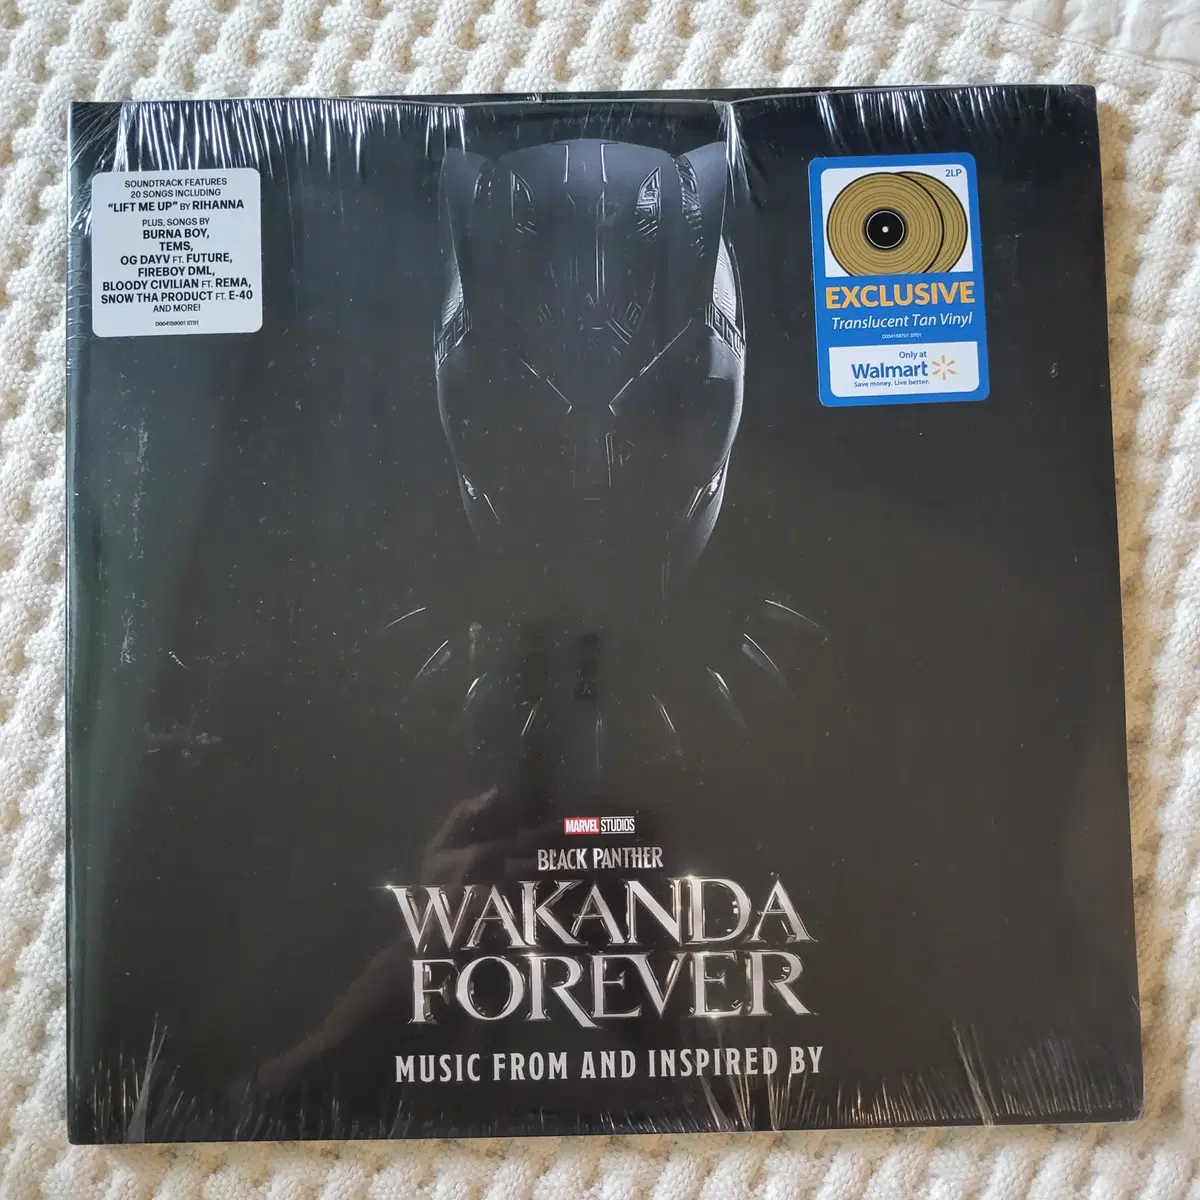 SOUNDTRACK FEATURES
20 SONGS INCLUDING
"LIFT ME UP" BY RIHANNA
PLUS, SONGS BY
BURNA BOY,
TEMS,
OG DAYV FT. FUTURE,
FIREBOY DML,
BLOODY CIVILIAN FT. REMA,
SNOW THA PRODUCT FT. E-40
AND MORE!
D004159001 ST01
2LP
EXCLUSIVE
Translucent Tan Vinyl
Only at
Walmart
Save money. Live better.
MARVEL STUDIOS
BLACK PANTHER
WAKANDA
FOREVER
MUSIC FROM AND INSPIRED BY